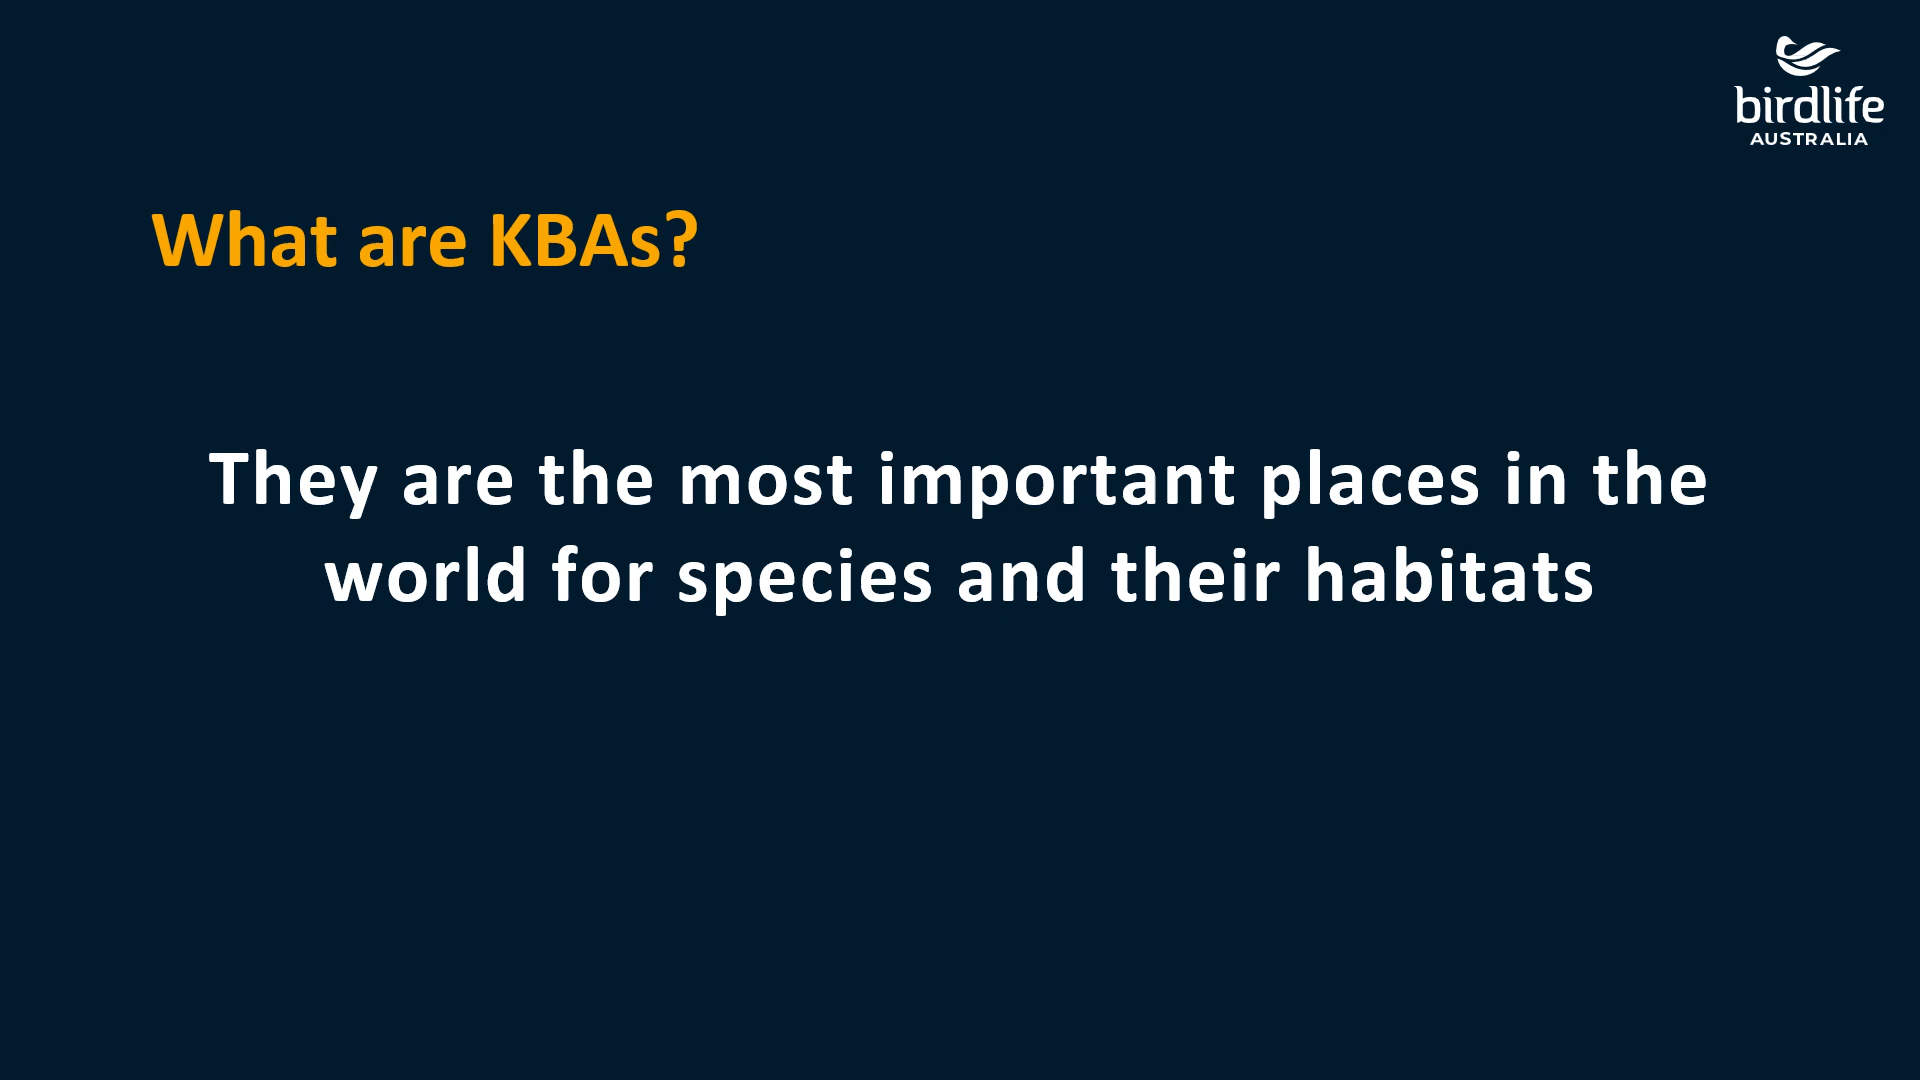 birdlife
AUSTRALIA
What are KBAs?
They are the most important places in the
world for species and their habitats